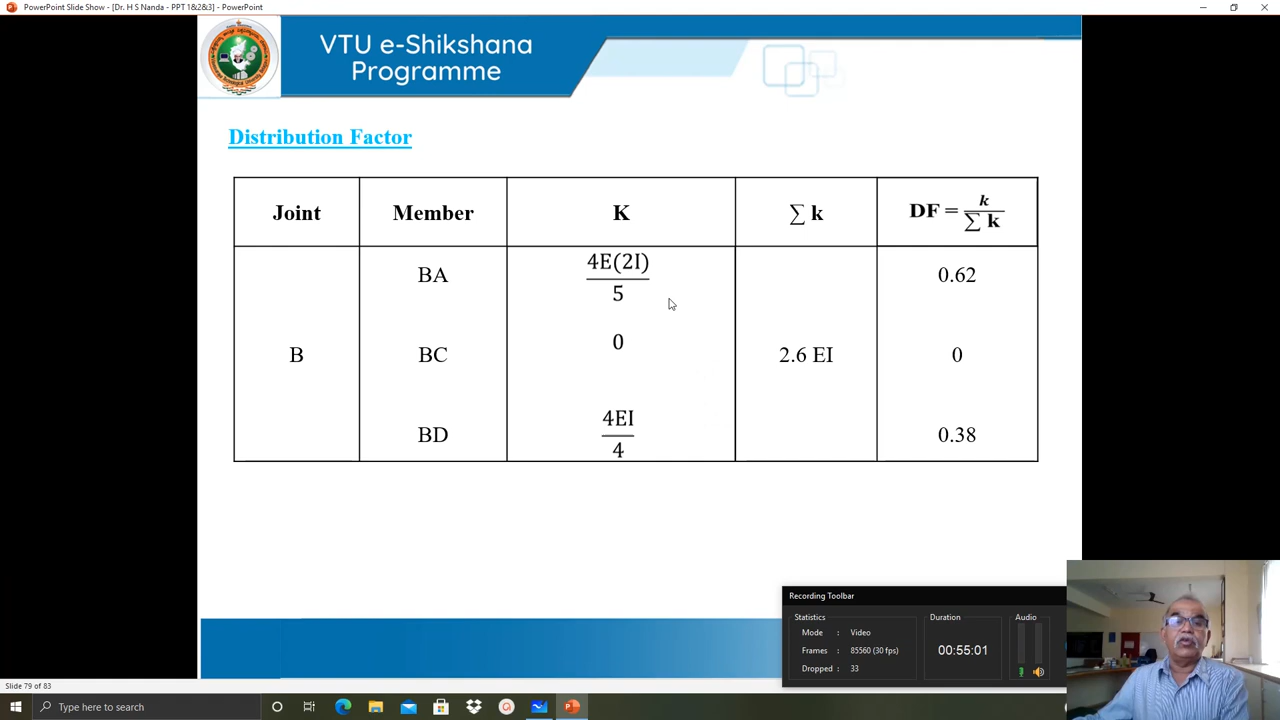 PowerPoint Slide Show - [Dr. H S Nanda - PPT 1&2&3] - PowerPoint
VTU e-Shikshana
Programme
Distribution Factor
Joint Member K ∑ k DF = k / ∑ k
BA 4E(2I) / 5 0.62
B BC 0 2.6 EI 0
BD 4EI / 4 0.38
Recording Toolbar
Statistics Duration Audio
Mode : Video
Frames : 85560 (30 fps) 00:55:01
Dropped : 33
Slide 79 of 83
Type here to search